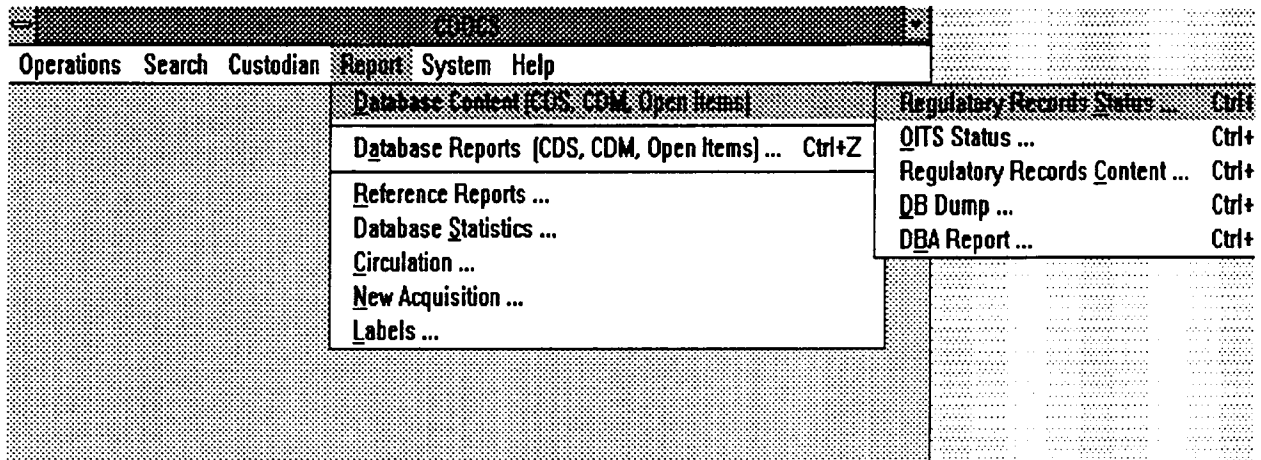 CDOCS
Operations Search Custodian Report System Help
Database Content (CDS, CDM, Open Items)
Database Reports (CDS, CDM, Open Items) ... Ctrl+Z
Reference Reports ...
Database Statistics ...
Circulation ...
New Acquisition ...
Labels ...
Regulatory Records Status ...
OITS Status ... Ctrl+
Regulatory Records Content ... Ctrl+
DB Dump ... Ctrl+
DBA Report ... Ctrl+